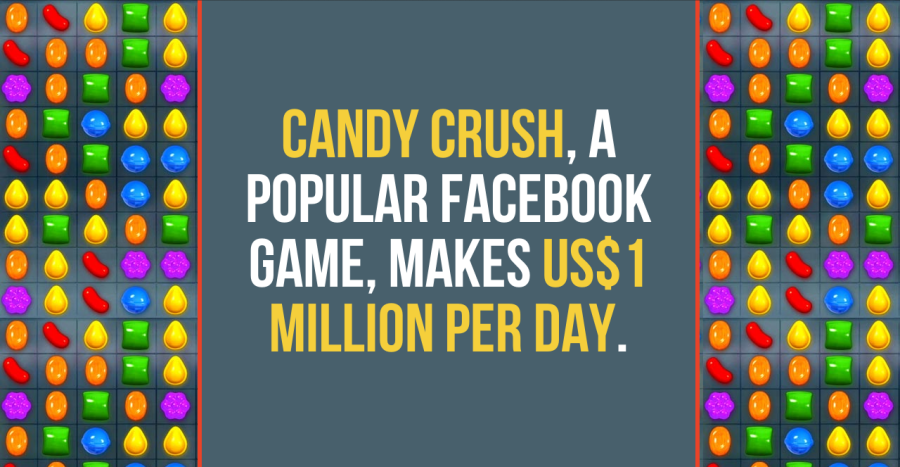 CANDY CRUSH, A
POPULAR FACEBOOK
GAME, MAKES US$1
MILLION PER DAY.